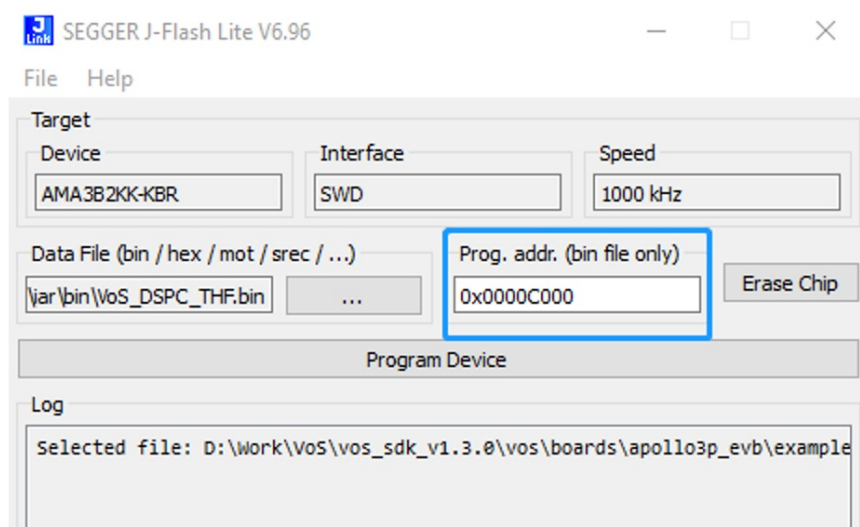 J Link SEGGER J-Flash Lite V6.96
File Help
Target
Device Interface Speed
AMA3B2KK-KBR SWD 1000 kHz
Data File (bin / hex / mot / srec / ...) Prog. addr. (bin file only)
\iar\bin\VoS_DSPC_THF.bin ... 0x0000C000 Erase Chip
Program Device
Log
Selected file: D:\Work\VoS\vos_sdk_v1.3.0\vos\boards\apollo3p_evb\example